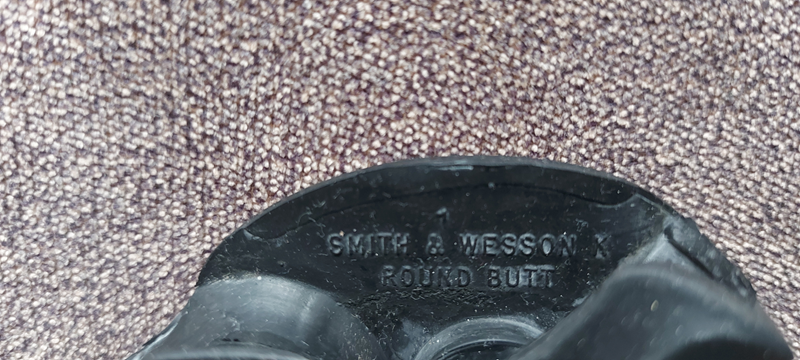 SMITH & WESSON K
ROUND BUTT